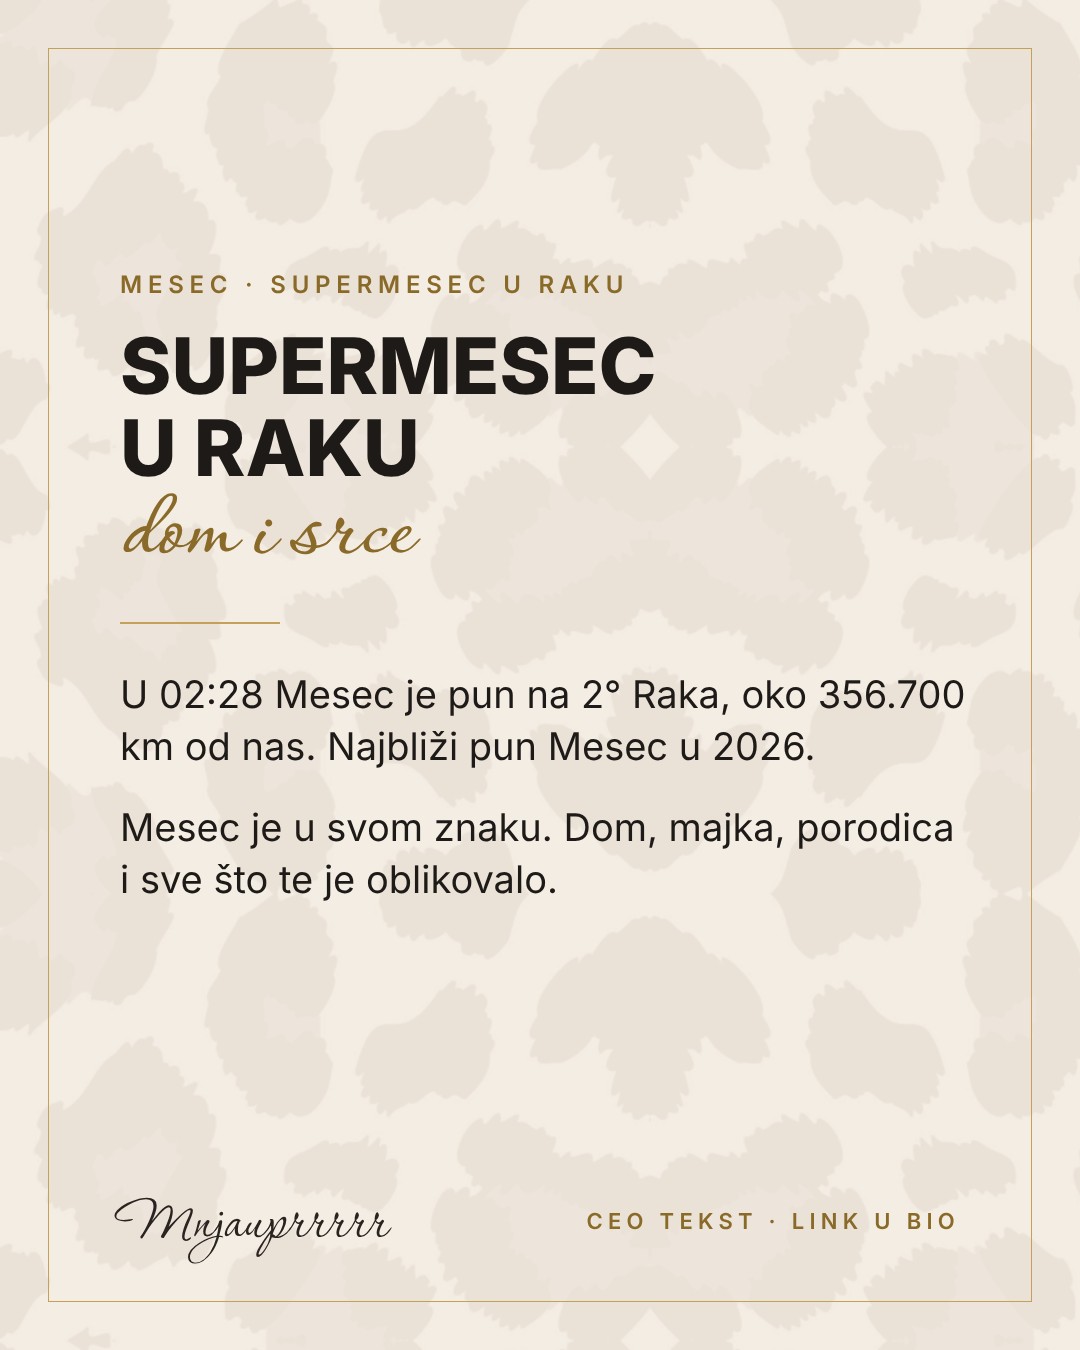 MESEC · SUPERMESEC U RAKU
SUPERMESEC
U RAKU
dom i srce
U 02:28 Mesec je pun na 2° Raka, oko 356.700
km od nas. Najbliži pun Mesec u 2026.
Mesec je u svom znaku. Dom, majka, porodica
i sve što te je oblikovalo.
Mnjauprrrrr
CEO TEKST · LINK U BIO